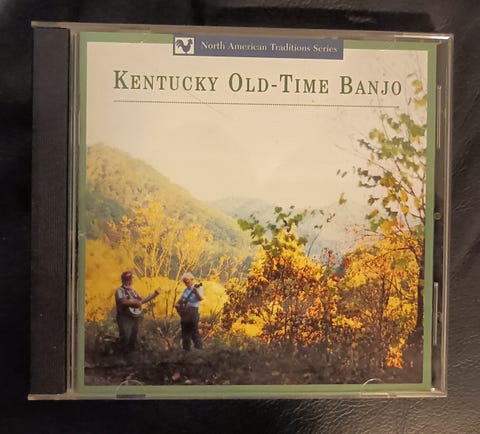 North American Traditions Series
Kentucky Old-Time Banjo